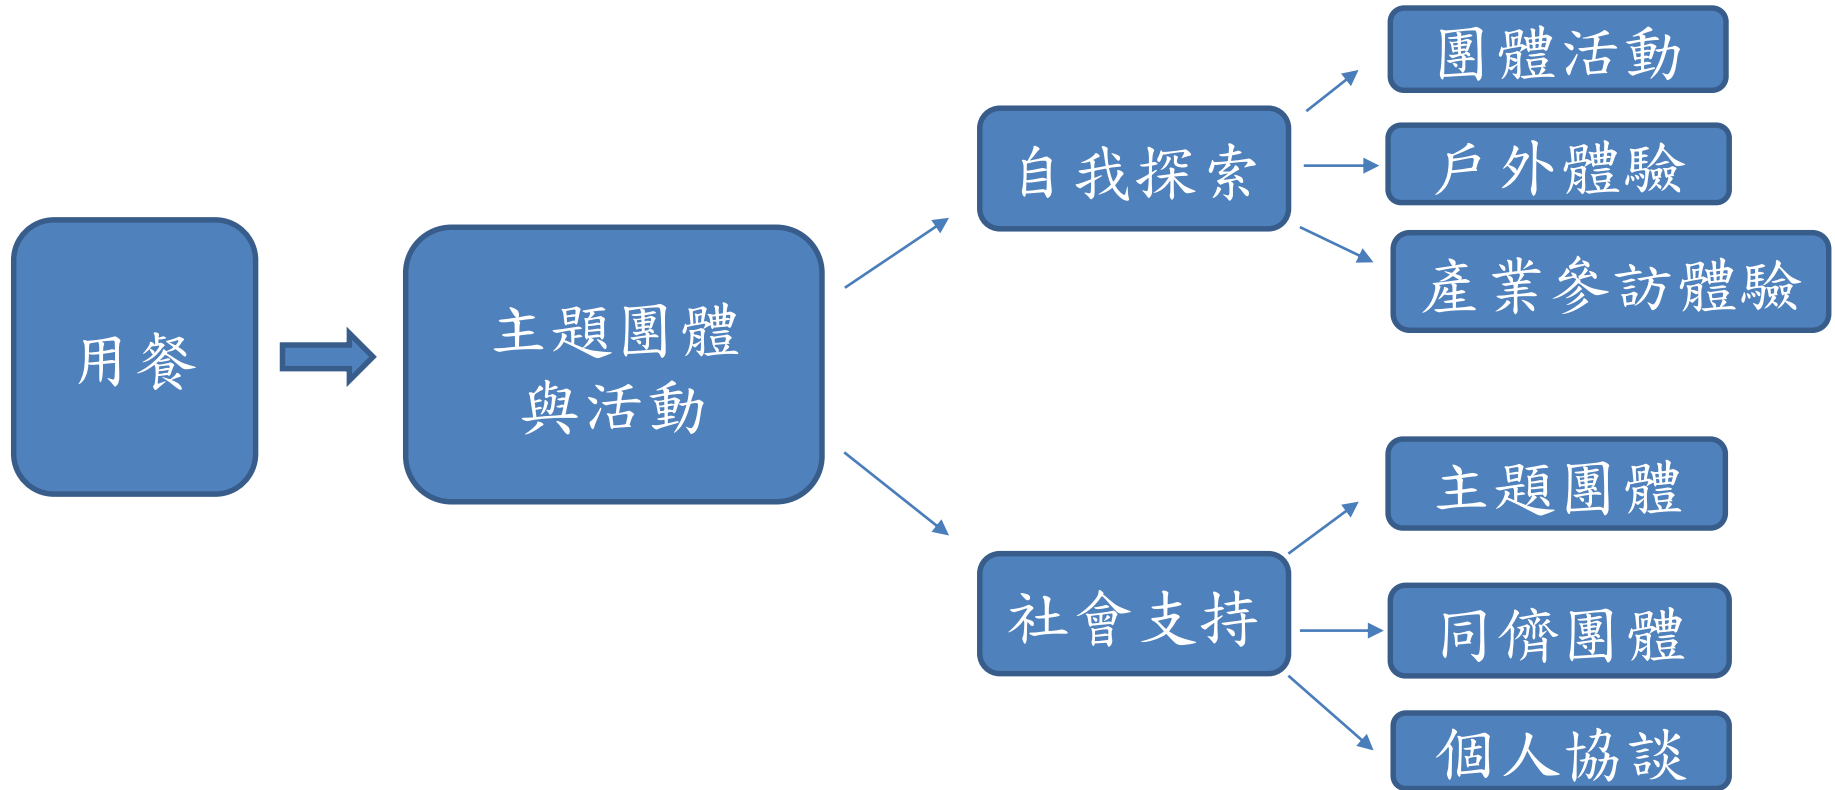 用餐
主題團體
與活動
自我探索
團體活動
戶外體驗
產業參訪體驗
社會支持
主題團體
同儕團體
個人協談